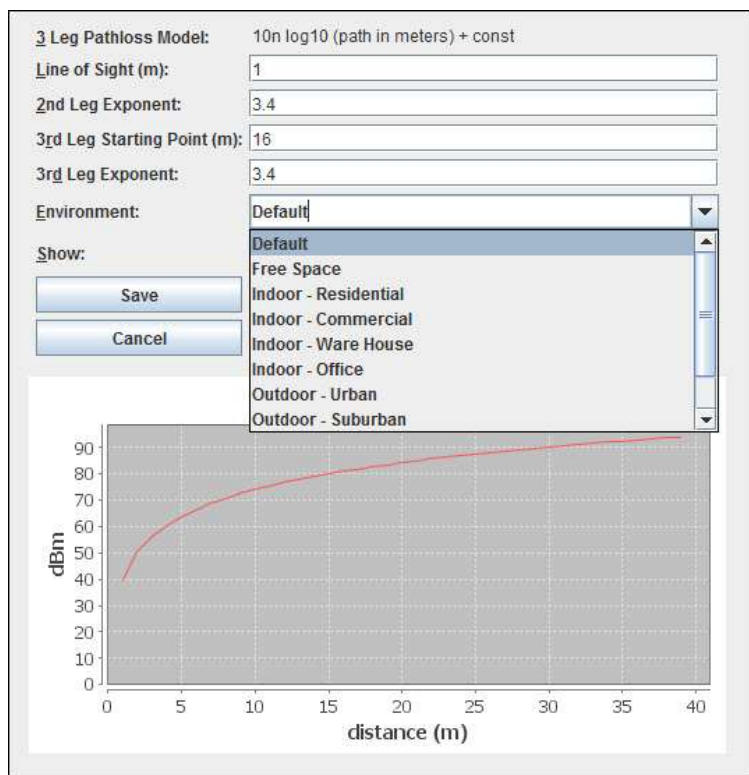 3 Leg Pathloss Model: 10n log10 (path in meters) + const
Line of Sight (m): 1
2nd Leg Exponent: 3.4
3rd Leg Starting Point (m): 16
3rd Leg Exponent: 3.4
Environment: Default
Show:
Default
Free Space
Indoor - Residential
Indoor - Commercial
Indoor - Ware House
Indoor - Office
Outdoor - Urban
Outdoor - Suburban
Save
Cancel
dBm
90
80
70
60
50
40
30
20
10
0
0 5 10 15 20 25 30 35 40
distance (m)